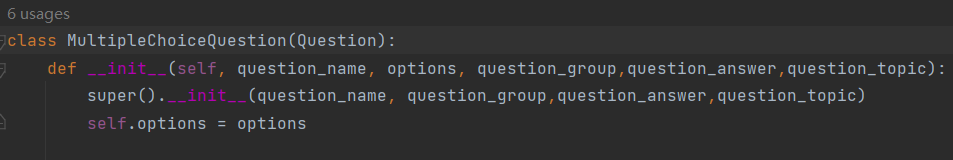 6 usages
class MultipleChoiceQuestion(Question):
    def __init__(self, question_name, options, question_group,question_answer,question_topic):
        super().__init__(question_name, question_group,question_answer,question_topic)
        self.options = options